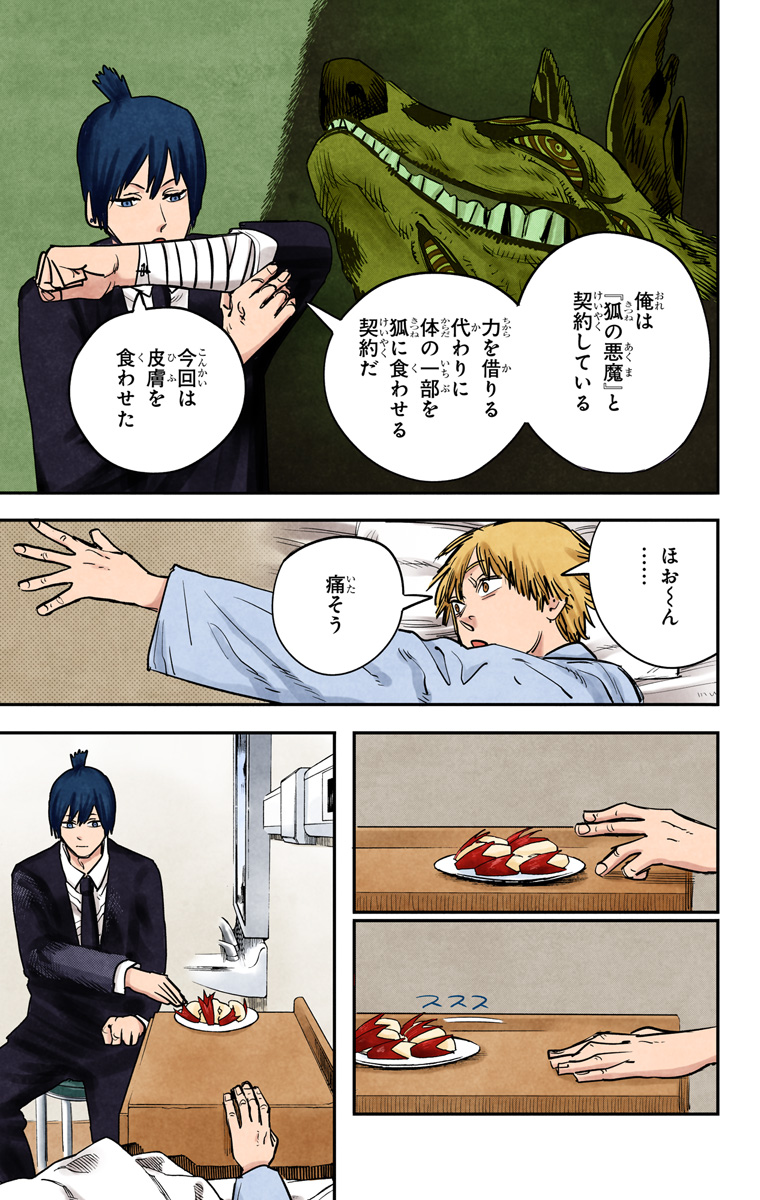 俺は
『狐の悪魔』と
契約している
力を借りる
代わりに
体の一部を
狐に食わせる
契約だ
今回は
皮膚を
食わせた
ほお〜ん
……
痛そう
ススス